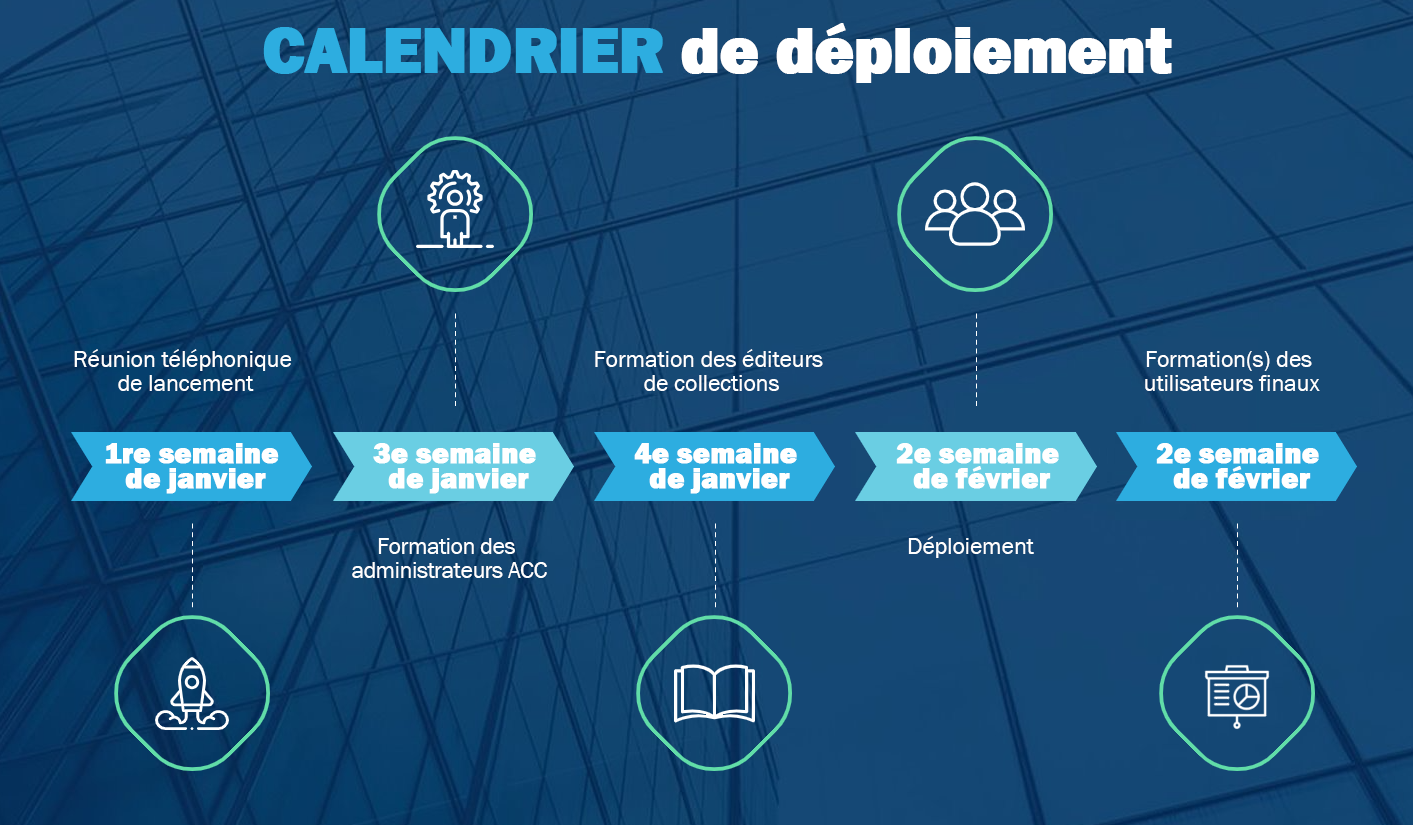 CALENDRIER de déploiement
Réunion téléphonique
de lancement
1re semaine
de janvier
3e semaine
de janvier
Formation des
administrateurs ACC
Formation des éditeurs
de collections
4e semaine
de janvier
2e semaine
de février
Déploiement
Formation(s) des
utilisateurs finaux
2e semaine
de février